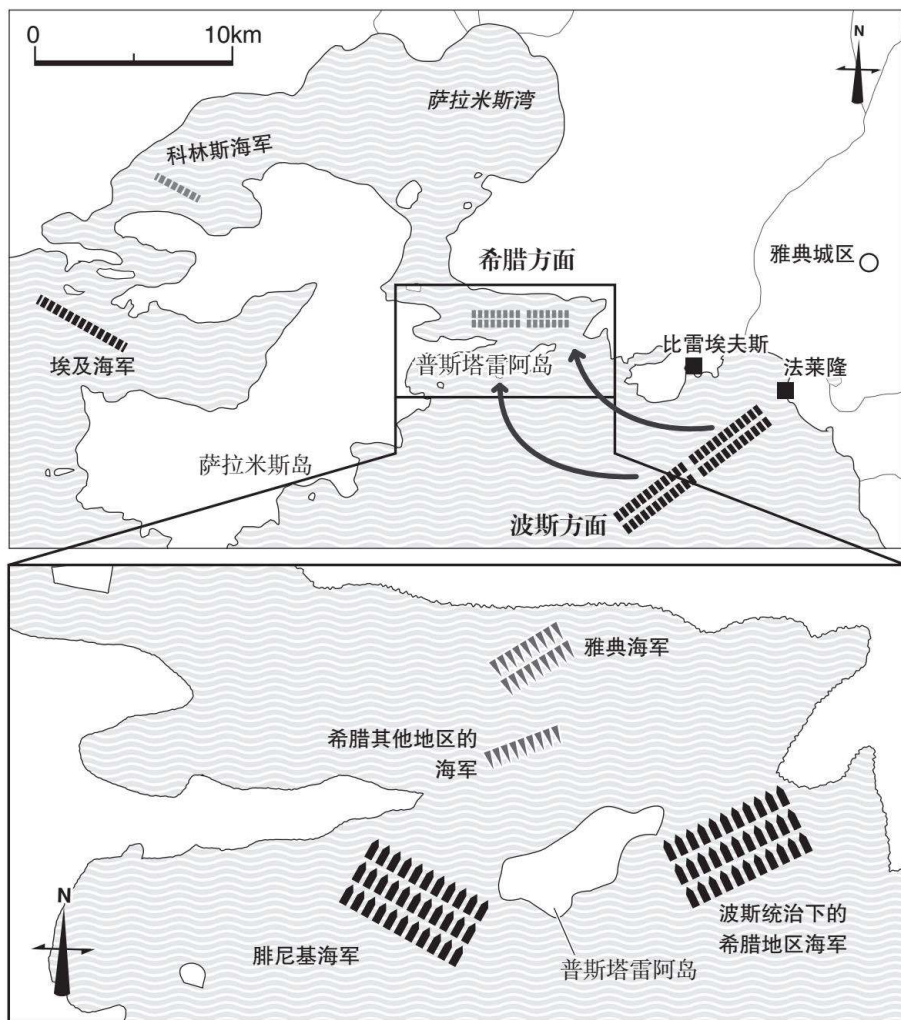 0
10km
N
萨拉米斯湾
科林斯海军
希腊方面
雅典城区
埃及海军
比雷埃夫斯
普斯塔雷阿岛
法莱隆
萨拉米斯岛
波斯方面
雅典海军
希腊其他地区的
海军
N
腓尼基海军
普斯塔雷阿岛
波斯统治下的
希腊地区海军